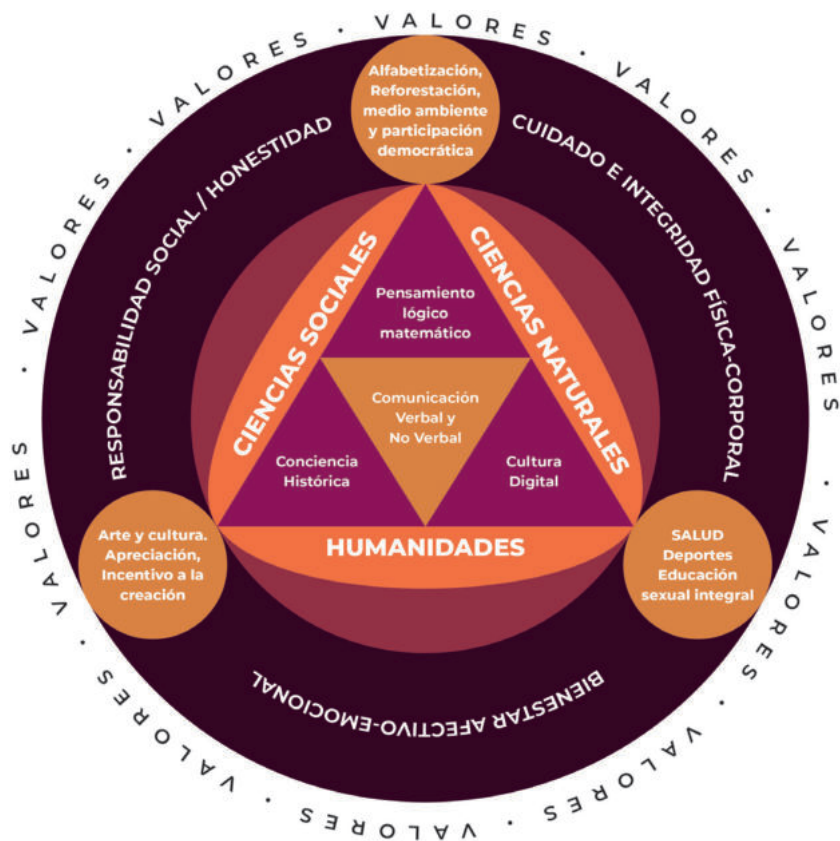 VALORES · VALORES · VALORES · VALORES · VALORES · VALORES · VALORES · VALORES · VALORES · VALORES ·
Alfabetización,
Reforestación,
medio ambiente
y participación
democrática
RESPONSABILIDAD SOCIAL / HONESTIDAD
CUIDADO E INTEGRIDAD FÍSICA-CORPORAL
CIENCIAS SOCIALES
CIENCIAS NATURALES
Pensamiento
lógico
matemático
Comunicación
Verbal y
No Verbal
Conciencia
Histórica
Cultura
Digital
HUMANIDADES
Arte y cultura.
Apreciación,
Incentivo a la
creación
SALUD
Deportes
Educación
sexual integral
BIENESTAR AFECTIVO-EMOCIONAL